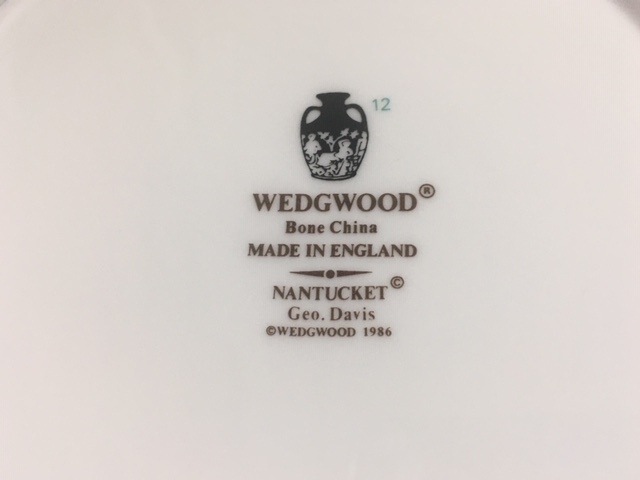 12
WEDGWOOD®
Bone China
MADE IN ENGLAND
NANTUCKET©
Geo. Davis
©WEDGWOOD 1986